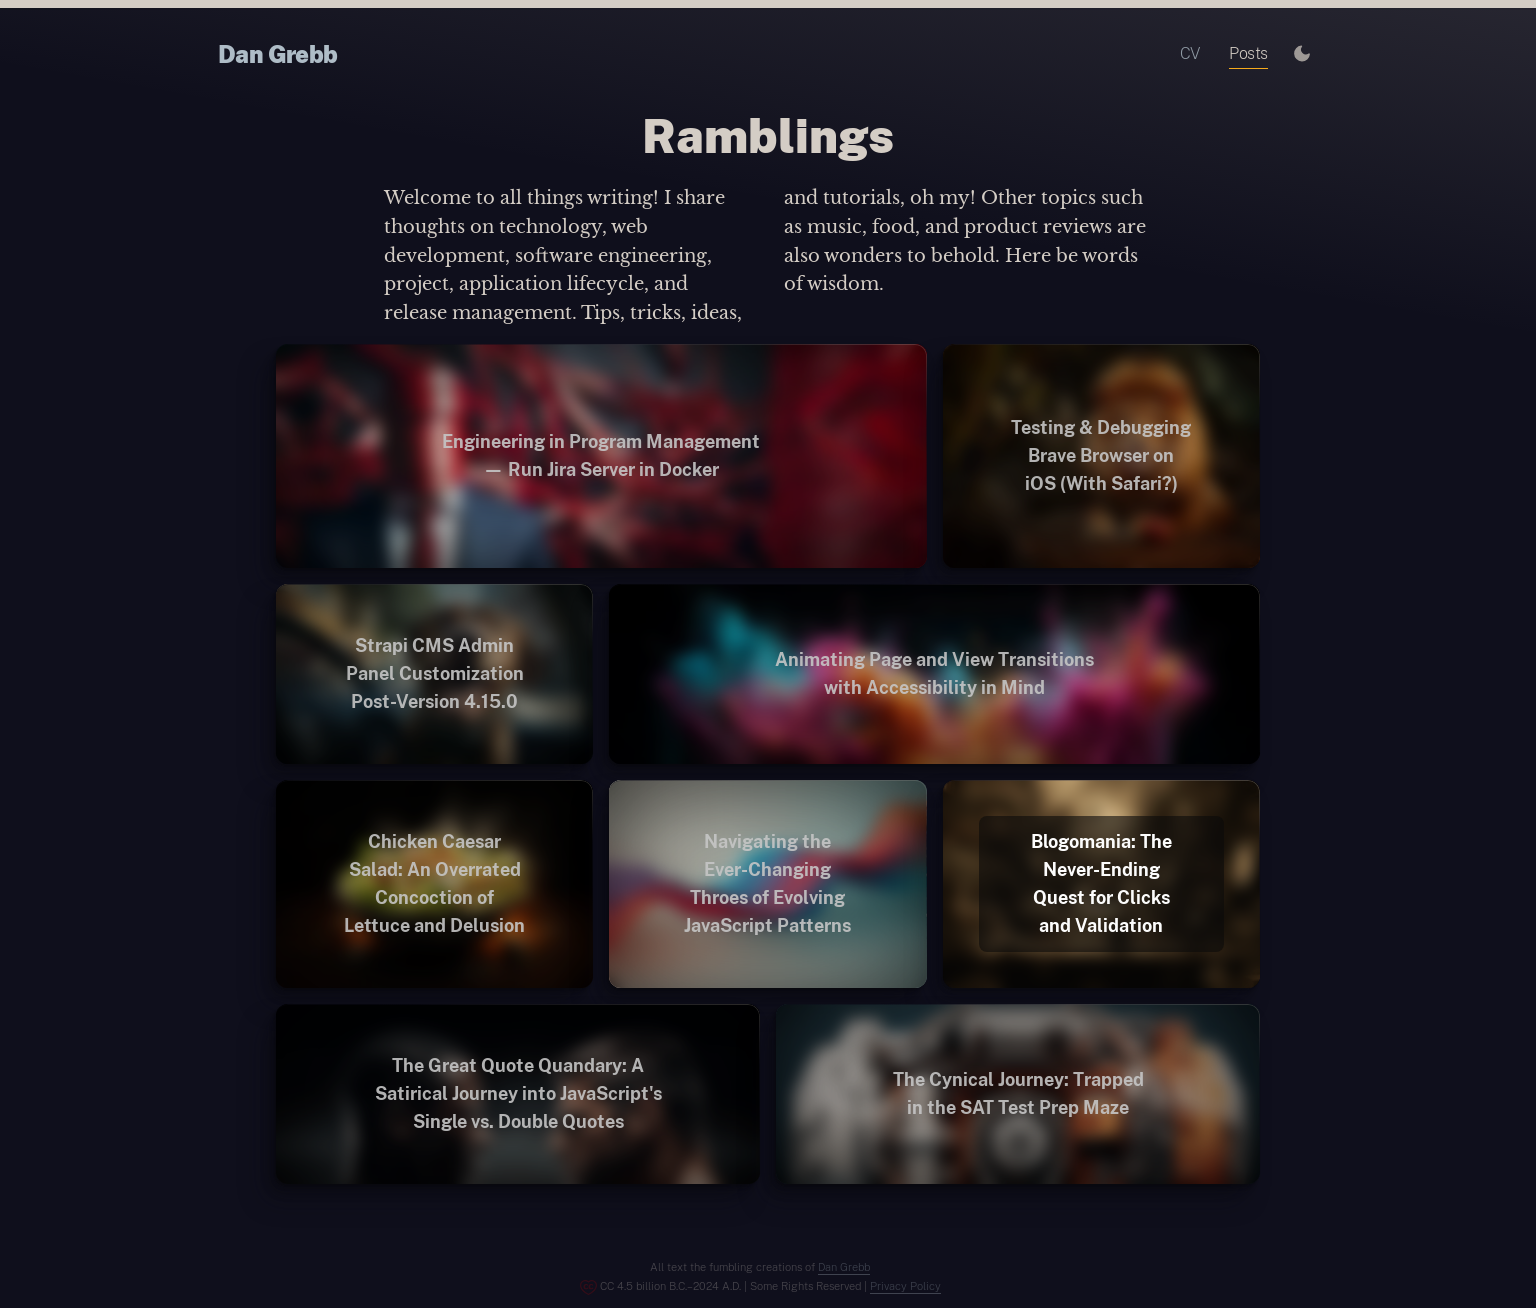 Dan Grebb
CV
Posts
Ramblings
Welcome to all things writing! I share
thoughts on technology, web
development, software engineering,
project, application lifecycle, and
release management. Tips, tricks, ideas,
and tutorials, oh my! Other topics such
as music, food, and product reviews are
also wonders to behold. Here be words
of wisdom.
Engineering in Program Management
— Run Jira Server in Docker
Testing & Debugging
Brave Browser on
iOS (With Safari?)
Strapi CMS Admin
Panel Customization
Post-Version 4.15.0
Animating Page and View Transitions
with Accessibility in Mind
Chicken Caesar
Salad: An Overrated
Concoction of
Lettuce and Delusion
Navigating the
Ever-Changing
Throes of Evolving
JavaScript Patterns
Blogomania: The
Never-Ending
Quest for Clicks
and Validation
The Great Quote Quandary: A
Satirical Journey into JavaScript's
Single vs. Double Quotes
The Cynical Journey: Trapped
in the SAT Test Prep Maze
All text the fumbling creations of Dan Grebb
CC 4.5 billion B.C.–2024 A.D. | Some Rights Reserved | Privacy Policy